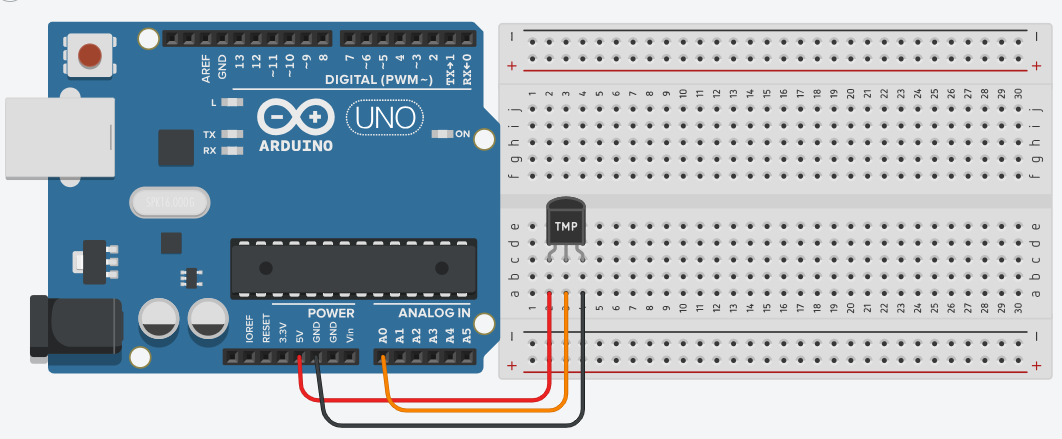 AREF
GND
13
12
~11
~10
~9
8
7
~6
~5
4
~3
2
TX→1
RX←0
DIGITAL (PWM~)
L
TX
RX
UNO
ON
ARDUINO
SPK16.000G
IOREF
RESET
3.3V
5V
GND
GND
Vin
POWER
ANALOG IN
A0
A1
A2
A3
A4
A5
TMP
− −
+ +
1 2 3 4 5 6 7 8 9 10 11 12 13 14 15 16 17 18 19 20 21 22 23 24 25 26 27 28 29 30
j j
i i
h h
g g
f f
e e
d d
c c
b b
a a
1 5 6 7 8 9 10 11 12 13 14 15 16 17 18 19 20 21 22 23 24 25 26 27 28 29 30
− −
+ +